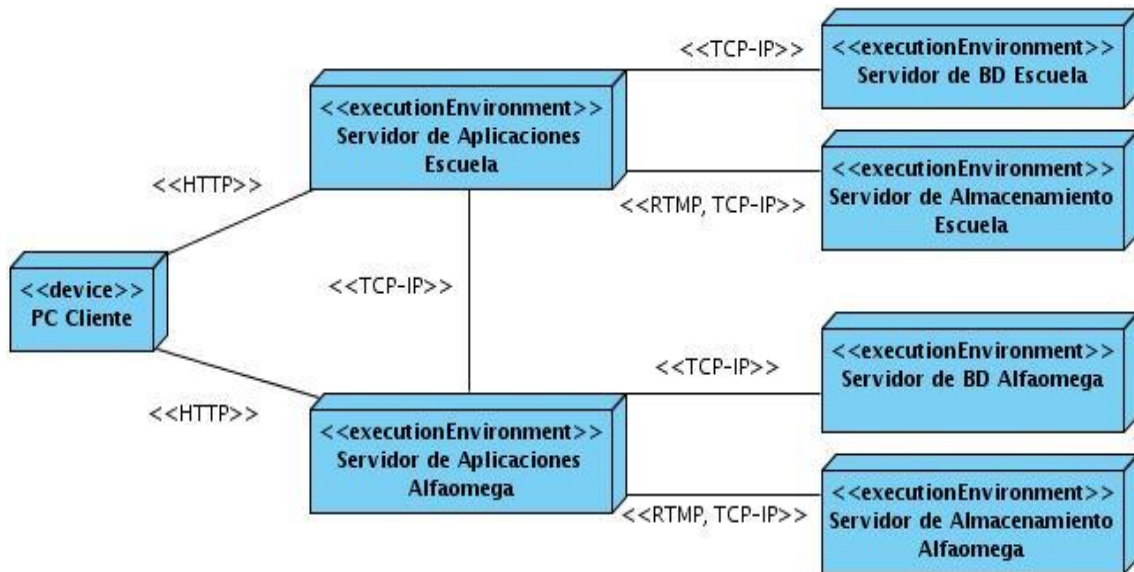 <<TCP-IP>>
<<executionEnvironment>>
Servidor de BD Escuela
<<executionEnvironment>>
Servidor de Aplicaciones
Escuela
<<HTTP>>
<<RTMP, TCP-IP>>
<<executionEnvironment>>
Servidor de Almacenamiento
Escuela
<<device>>
PC Cliente
<<TCP-IP>>
<<HTTP>>
<<TCP-IP>>
<<executionEnvironment>>
Servidor de BD Alfaomega
<<executionEnvironment>>
Servidor de Aplicaciones
Alfaomega
<<RTMP, TCP-IP>>
<<executionEnvironment>>
Servidor de Almacenamiento
Alfaomega